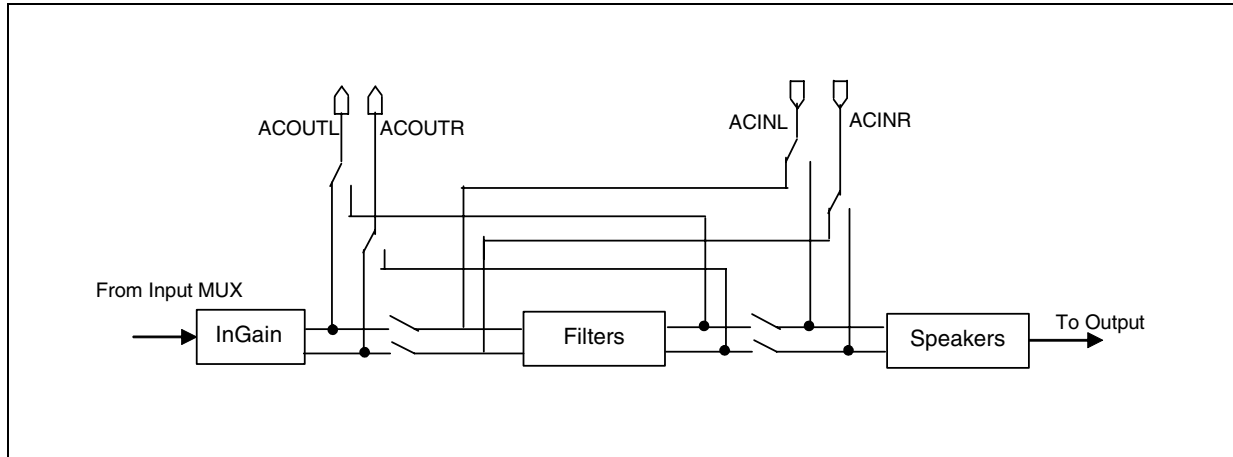 ACOUTL
ACOUTR
ACINL
ACINR
From Input MUX
InGain
Filters
Speakers
To Output